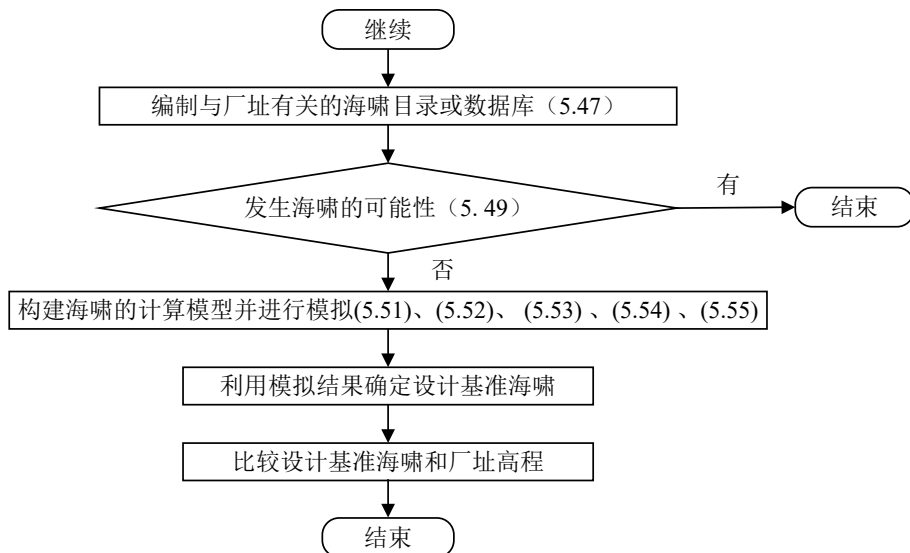 继续
编制与厂址有关的海啸目录或数据库（5.47）
发生海啸的可能性（5. 49）
有
结束
否
构建海啸的计算模型并进行模拟(5.51)、(5.52)、 (5.53) 、(5.54) 、(5.55)
利用模拟结果确定设计基准海啸
比较设计基准海啸和厂址高程
结束